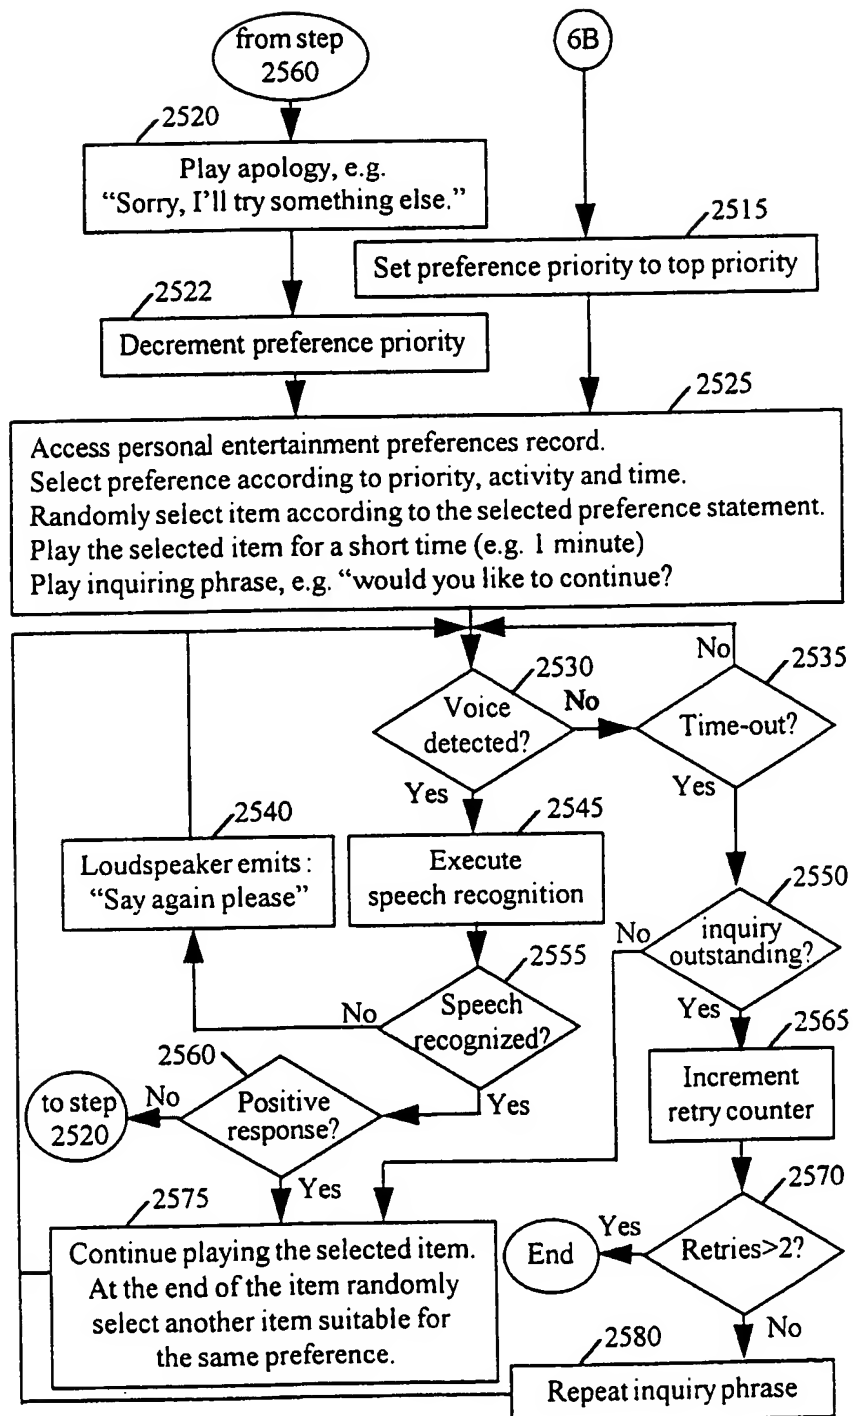 from step
2560
6B
2520
Play apology, e.g.
“Sorry, I’ll try something else.”
2515
Set preference priority to top priority
2522
Decrement preference priority
2525
Access personal entertainment preferences record.
Select preference according to priority, activity and time.
Randomly select item according to the selected preference statement.
Play the selected item for a short time (e.g. 1 minute)
Play inquiring phrase, e.g. “would you like to continue?
2530
Voice
detected?
No
No
2535
Time-out?
Yes
Yes
2540
Loudspeaker emits :
“Say again please”
2545
Execute
speech recognition
2550
inquiry
outstanding?
No
Yes
2555
Speech
recognized?
No
Yes
2560
Positive
response?
No
to step
2520
Yes
2565
Increment
retry counter
2570
Retries>2?
Yes
End
No
2575
Continue playing the selected item.
At the end of the item randomly
select another item suitable for
the same preference.
2580
Repeat inquiry phrase